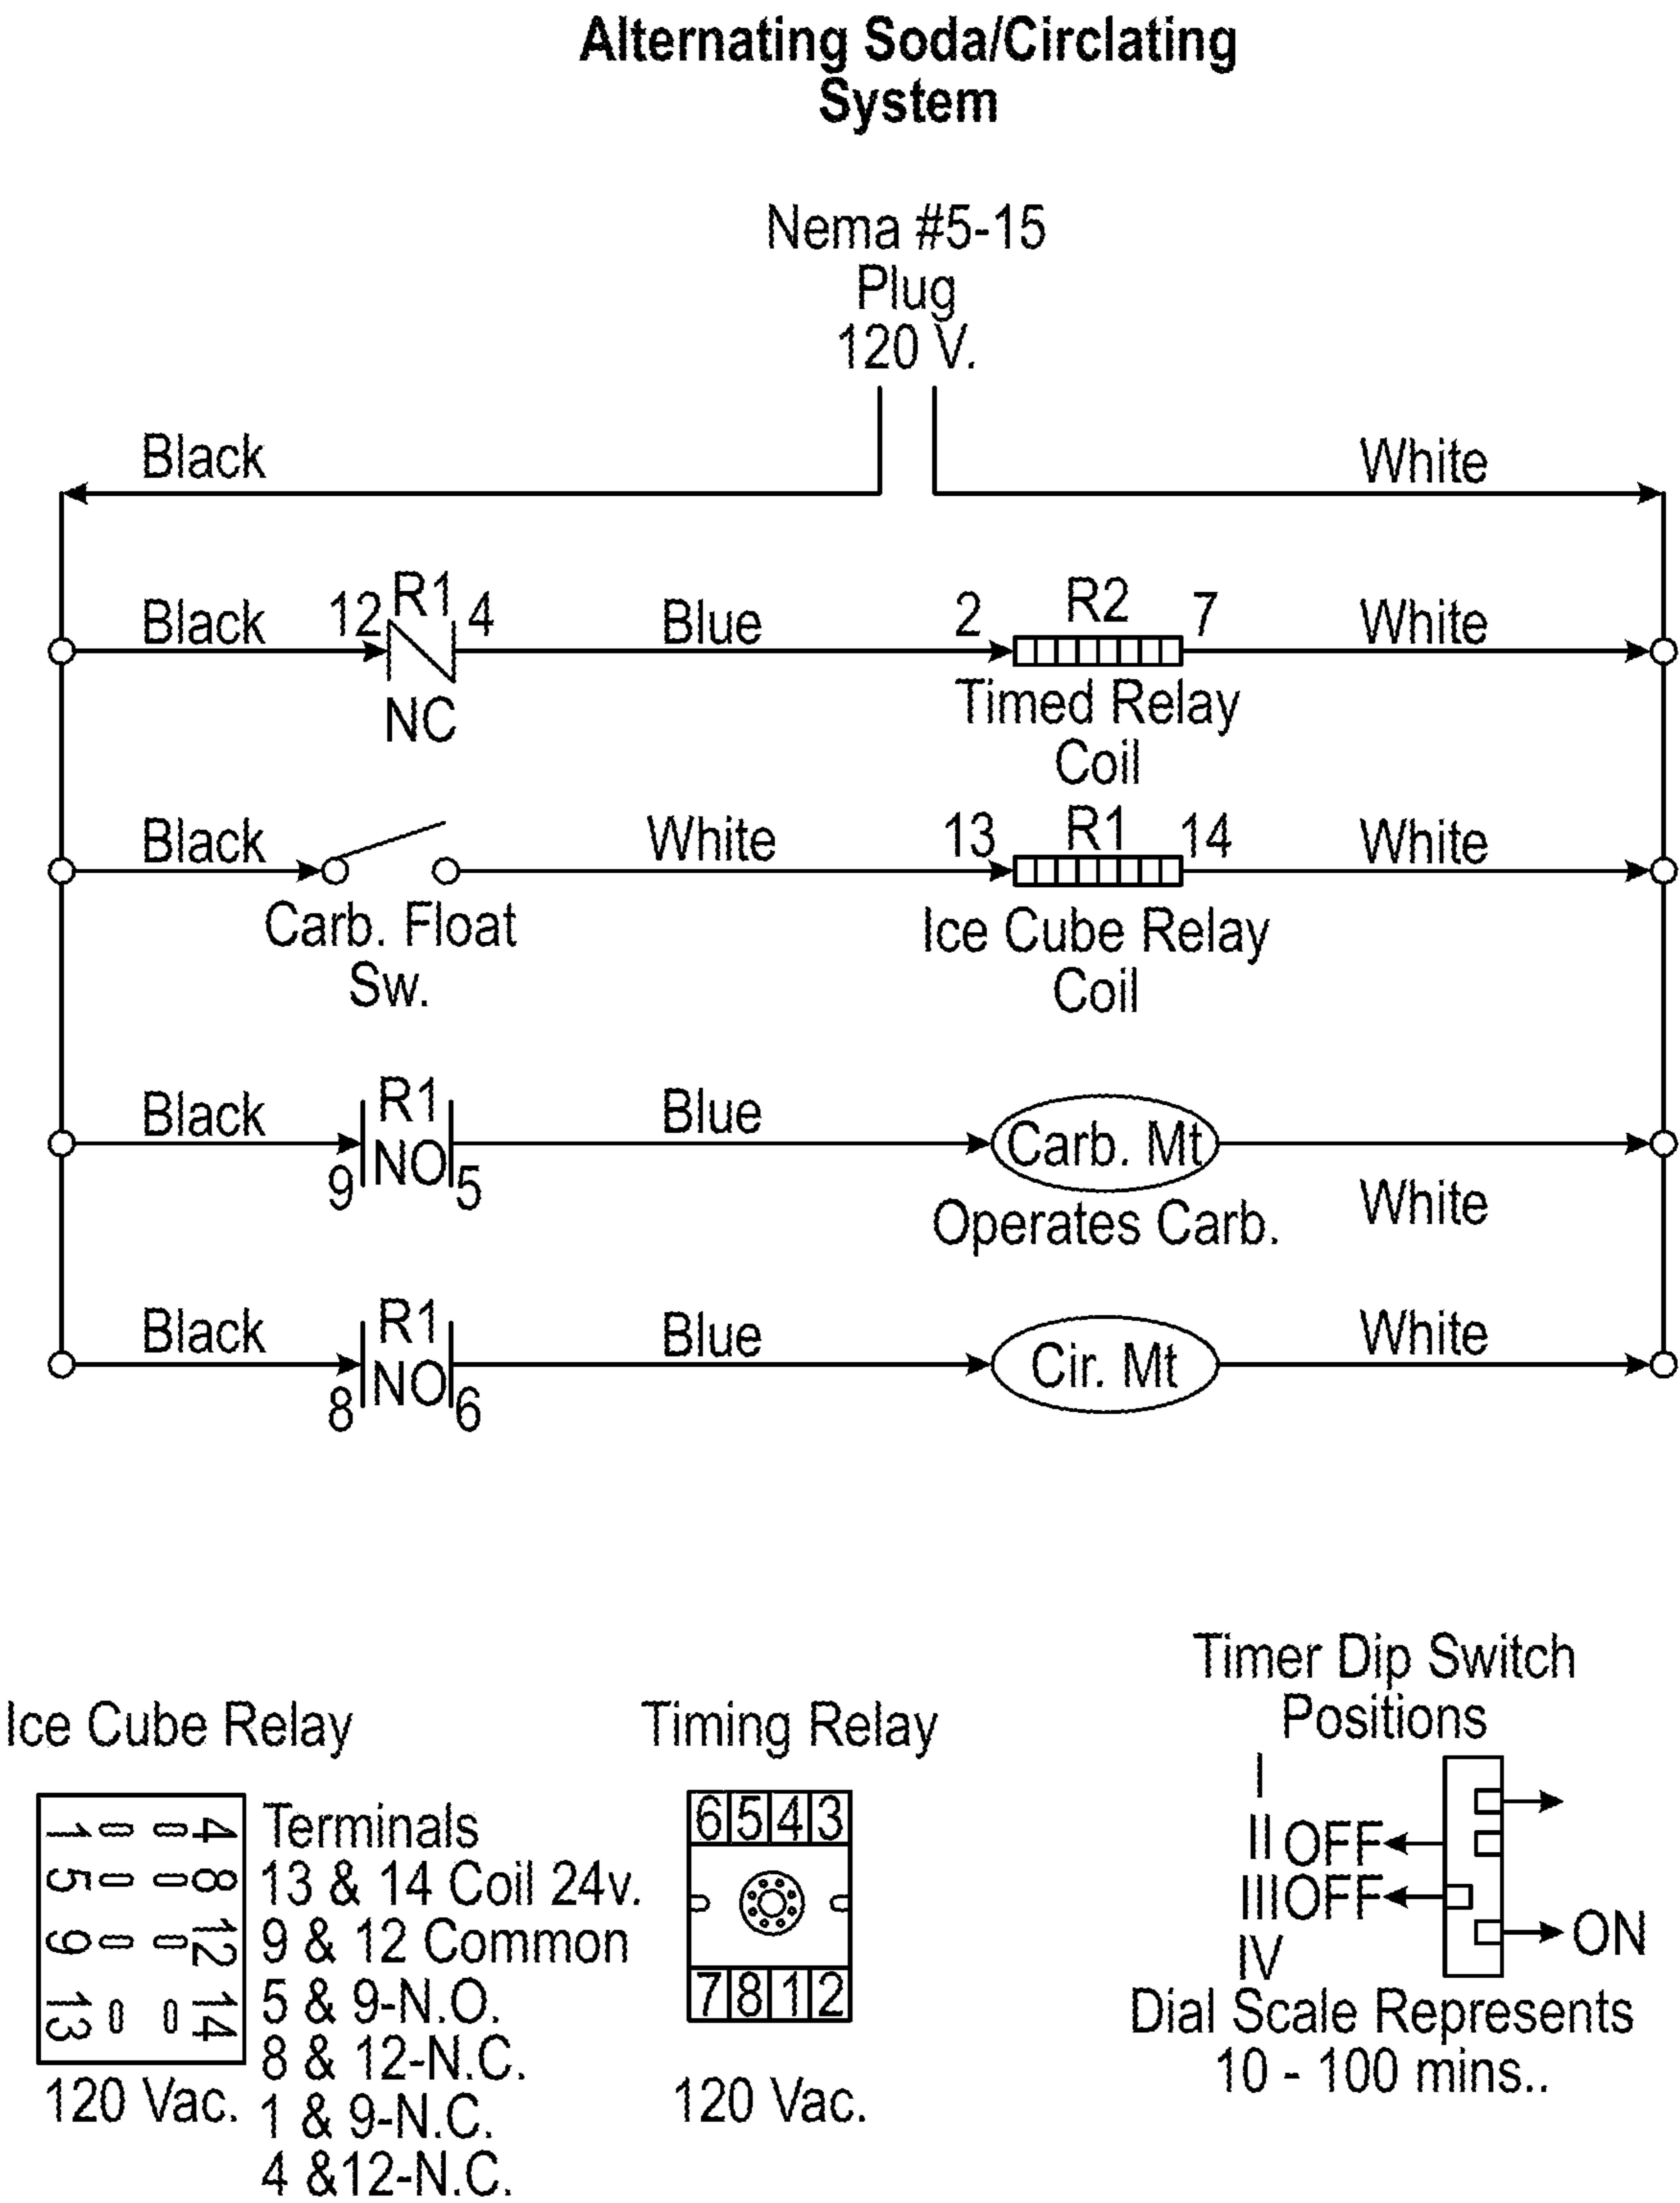 Alternating Soda/Circlating
System
Nema #5-15
Plug
120 V.
Black
White
Black
12
R1
4
NC
Blue
2
R2
7
Timed Relay
Coil
White
Black
Carb. Float
Sw.
White
13
R1
14
Ice Cube Relay
Coil
White
Black
R1
NO
9
5
Blue
Carb. Mt
Operates Carb.
White
Black
R1
NO
8
6
Blue
Cir. Mt
White
Ice Cube Relay
1 4
5 8
9 12
13 14
120 Vac.
Terminals
13 & 14 Coil 24v.
9 & 12 Common
5 & 9-N.O.
8 & 12-N.C.
1 & 9-N.C.
4 &12-N.C.
Timing Relay
6 5 4 3
7 8 1 2
120 Vac.
Timer Dip Switch
Positions
I
II OFF
III OFF
IV
ON
Dial Scale Represents
10 - 100 mins..